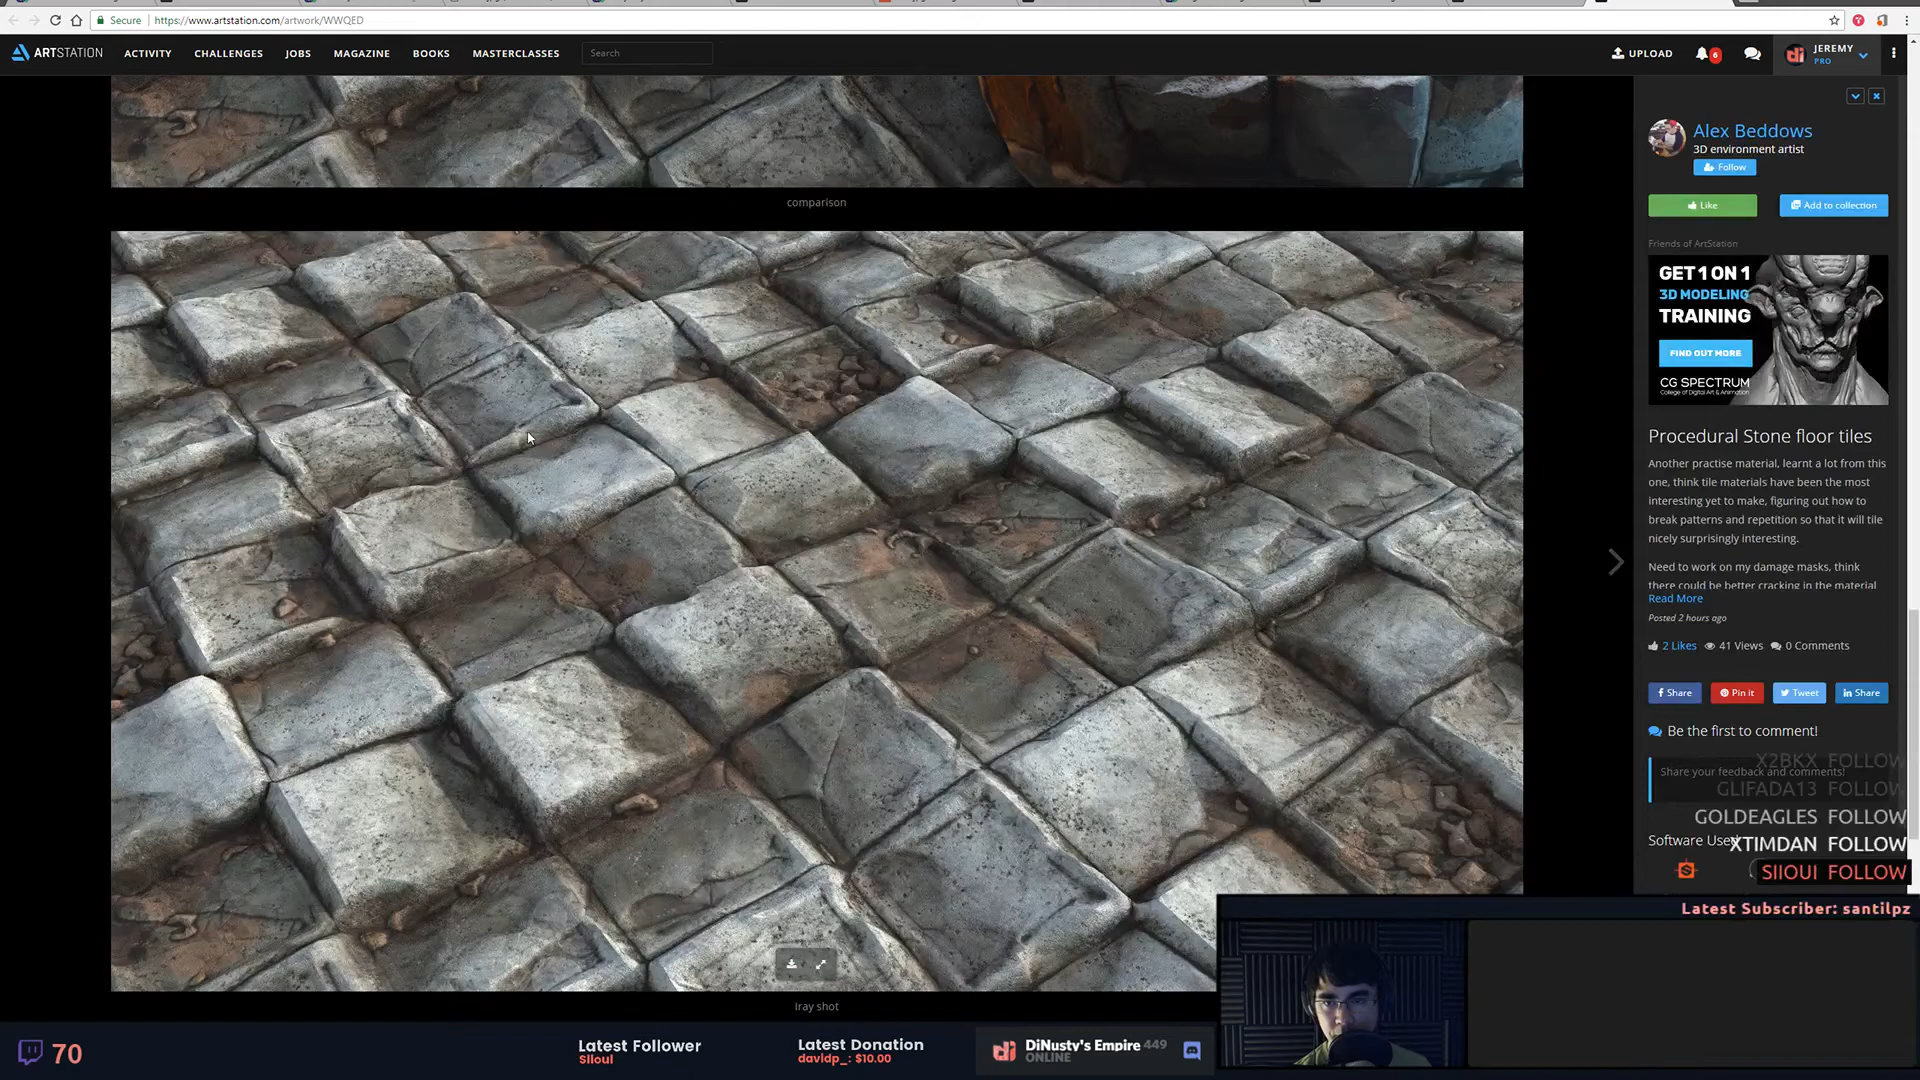 Secure https://www.artstation.com/artwork/WWQED
ARTSTATION ACTIVITY CHALLENGES JOBS MAGAZINE BOOKS MASTERCLASSES Search UPLOAD 6 JEREMY
PRO
Alex Beddows
3D environment artist
Follow
comparison
Like Add to collection
Friends of ArtStation
GET 1 ON 1
3D MODELING
TRAINING
FIND OUT MORE
CG SPECTRUM
College of Digital Art & Animation
Procedural Stone floor tiles
Another practise material, learnt a lot from this
one, think tile materials have been the most
interesting yet to make, figuring out how to
break patterns and repetition so that it will tile
nicely surprisingly interesting.
Need to work on my damage masks, think
there could be better cracking in the material
Read More
Posted 2 hours ago
2 Likes 41 Views 0 Comments
Share Pin it Tweet Share
Be the first to comment!
Share your feedback and comments!
X2BKX FOLLOW
GLIFADA13 FOLLOW
GOLDEAGLES FOLLOW
Software Used
XTIMDAN FOLLOW
SIIOUI FOLLOW
Latest Subscriber: santilpz
Iray shot
70
Latest Follower
SIIouI
Latest Donation
davidp_: $10.00
DiNusty's Empire 449
ONLINE